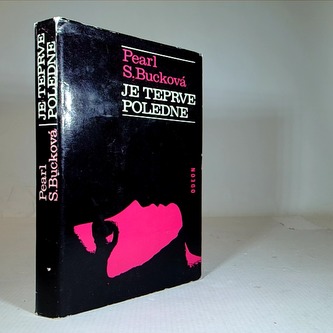 Pearl
S. Bucková
JE TEPRVE
POLEDNE
Pearl
S. Bucková
JE TEPRVE
POLEDNE